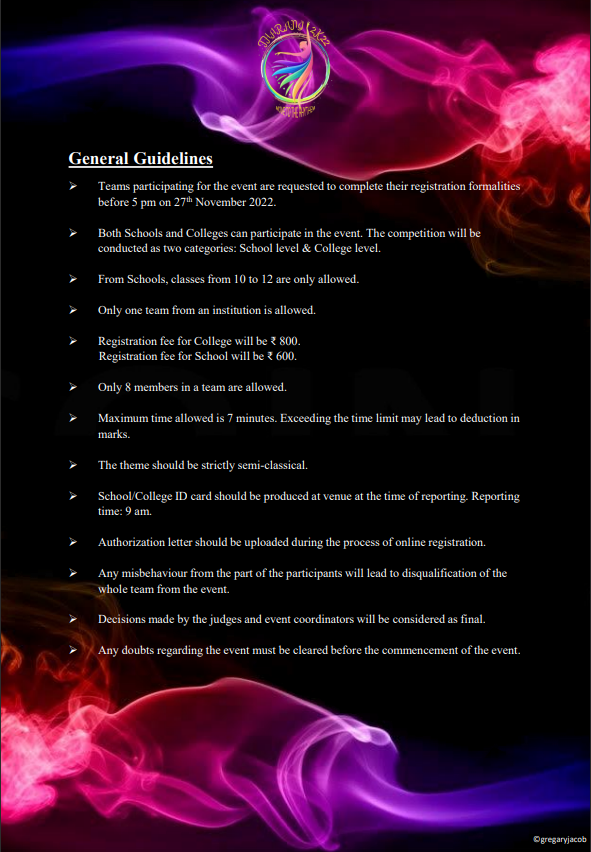 2K22
General Guidelines
➢ Teams participating for the event are requested to complete their registration formalities
before 5 pm on 27th November 2022.
➢ Both Schools and Colleges can participate in the event. The competition will be
conducted as two categories: School level & College level.
➢ From Schools, classes from 10 to 12 are only allowed.
➢ Only one team from an institution is allowed.
➢ Registration fee for College will be ₹ 800.
Registration fee for School will be ₹ 600.
➢ Only 8 members in a team are allowed.
➢ Maximum time allowed is 7 minutes. Exceeding the time limit may lead to deduction in
marks.
➢ The theme should be strictly semi-classical.
➢ School/College ID card should be produced at venue at the time of reporting. Reporting
time: 9 am.
➢ Authorization letter should be uploaded during the process of online registration.
➢ Any misbehaviour from the part of the participants will lead to disqualification of the
whole team from the event.
➢ Decisions made by the judges and event coordinators will be considered as final.
➢ Any doubts regarding the event must be cleared before the commencement of the event.
©gregaryjacob